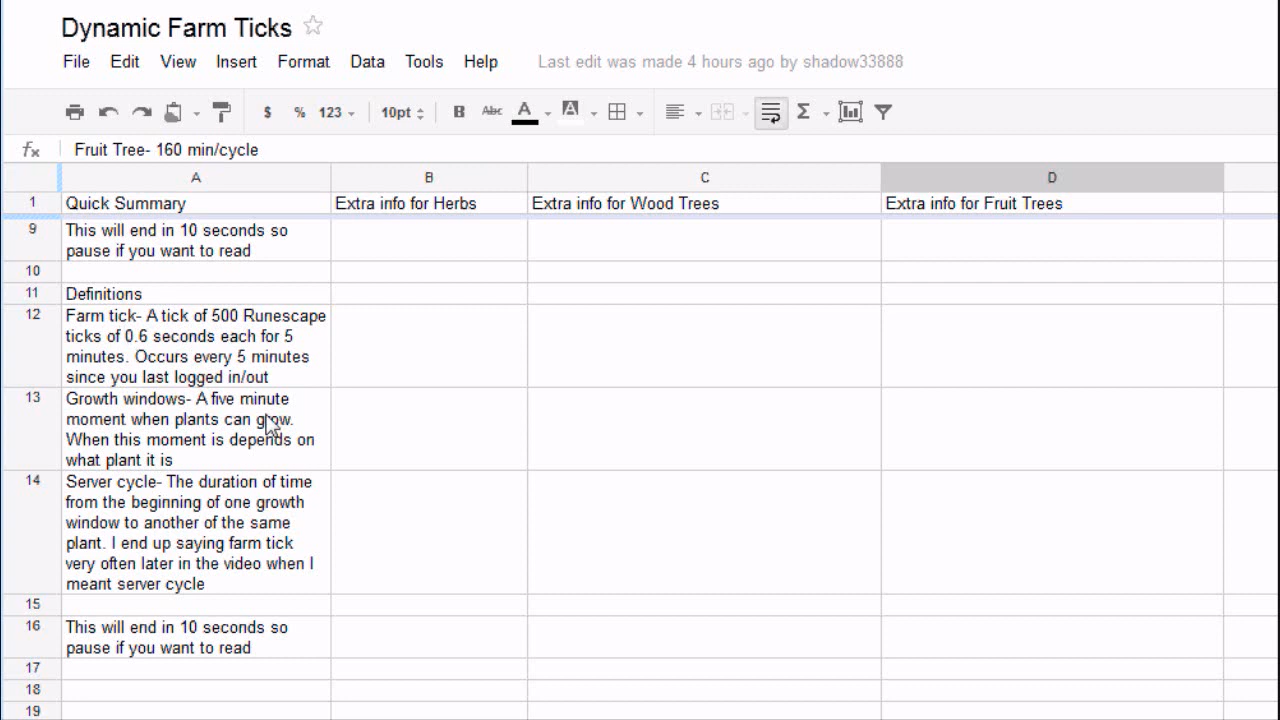 Dynamic Farm Ticks
File Edit View Insert Format Data Tools Help Last edit was made 4 hours ago by shadow33888
$ % 123 10pt B Abc A A Σ
fx Fruit Tree- 160 min/cycle
A B C D
1 Quick Summary Extra info for Herbs Extra info for Wood Trees Extra info for Fruit Trees
9 This will end in 10 seconds so
pause if you want to read
10
11 Definitions
12 Farm tick- A tick of 500 Runescape
ticks of 0.6 seconds each for 5
minutes. Occurs every 5 minutes
since you last logged in/out
13 Growth windows- A five minute
moment when plants can grow.
When this moment is depends on
what plant it is
14 Server cycle- The duration of time
from the beginning of one growth
window to another of the same
plant. I end up saying farm tick
very often later in the video when I
meant server cycle
15
16 This will end in 10 seconds so
pause if you want to read
17
18
19